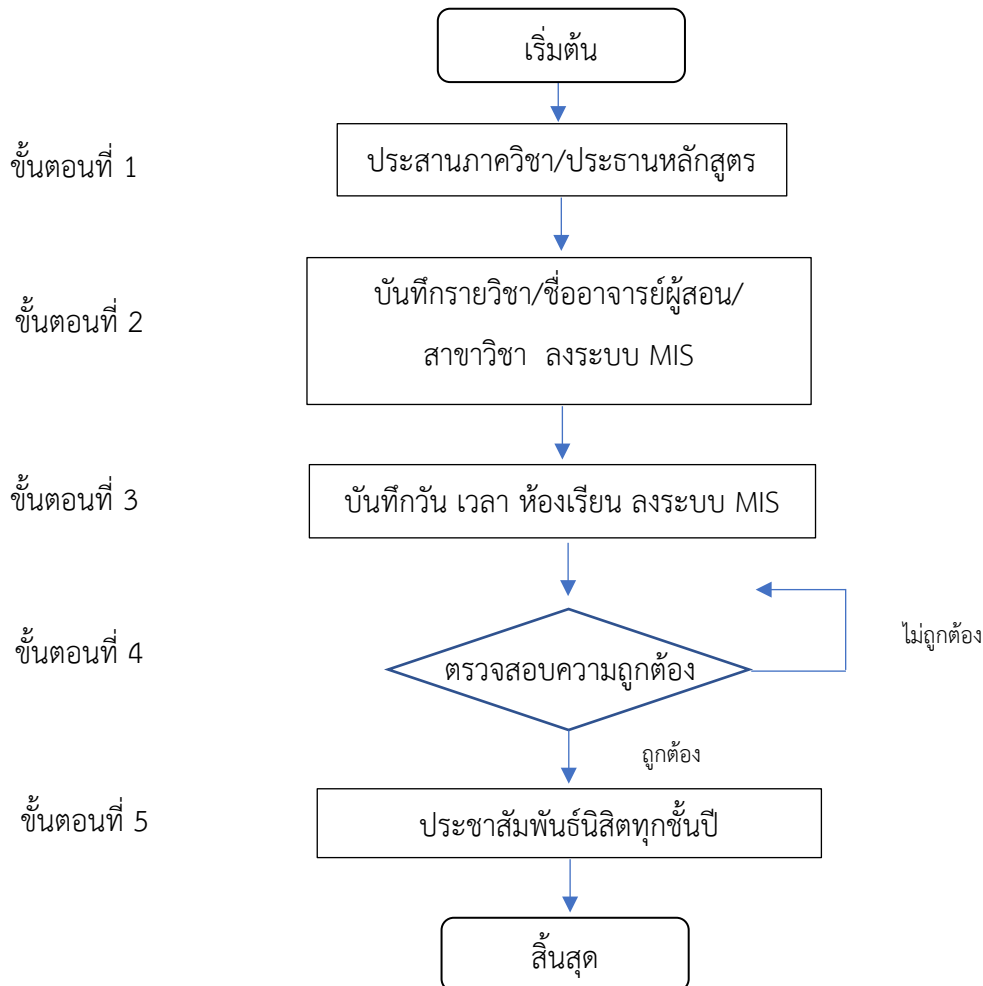 เริ่มต้น
ขั้นตอนที่ 1
ประสานภาควิชา/ประธานหลักสูตร
ขั้นตอนที่ 2
บันทึกรายวิชา/ชื่ออาจารย์ผู้สอน/
สาขาวิชา ลงระบบ MIS
ขั้นตอนที่ 3
บันทึกวัน เวลา ห้องเรียน ลงระบบ MIS
ขั้นตอนที่ 4
ตรวจสอบความถูกต้อง
ไม่ถูกต้อง
ถูกต้อง
ขั้นตอนที่ 5
ประชาสัมพันธ์นิสิตทุกชั้นปี
สิ้นสุด